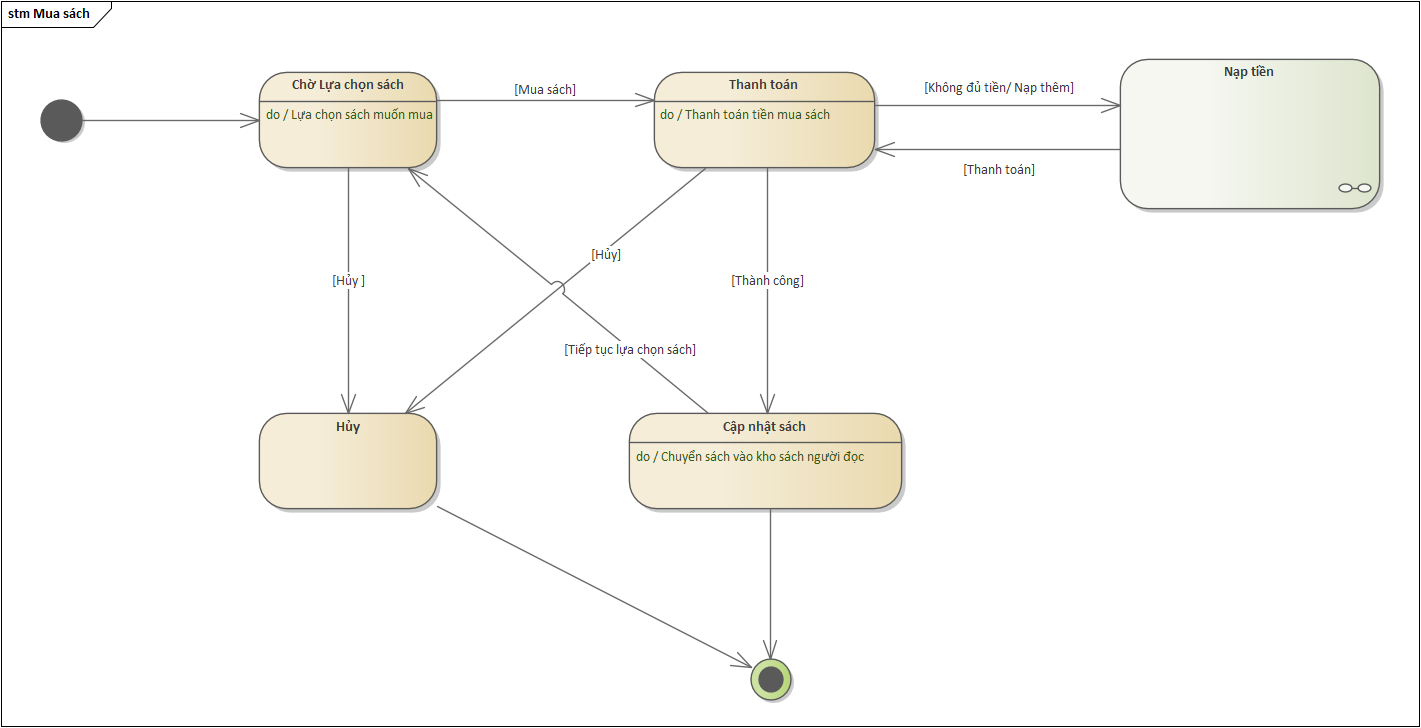 stm Mua sách
Chờ Lựa chọn sách
do / Lựa chọn sách muốn mua
[Mua sách]
Thanh toán
do / Thanh toán tiền mua sách
[Không đủ tiền/ Nạp thêm]
Nạp tiền
[Thanh toán]
[Hủy]
[Hủy ]
[Thành công]
[Tiếp tục lựa chọn sách]
Hủy
Cập nhật sách
do / Chuyển sách vào kho sách người đọc